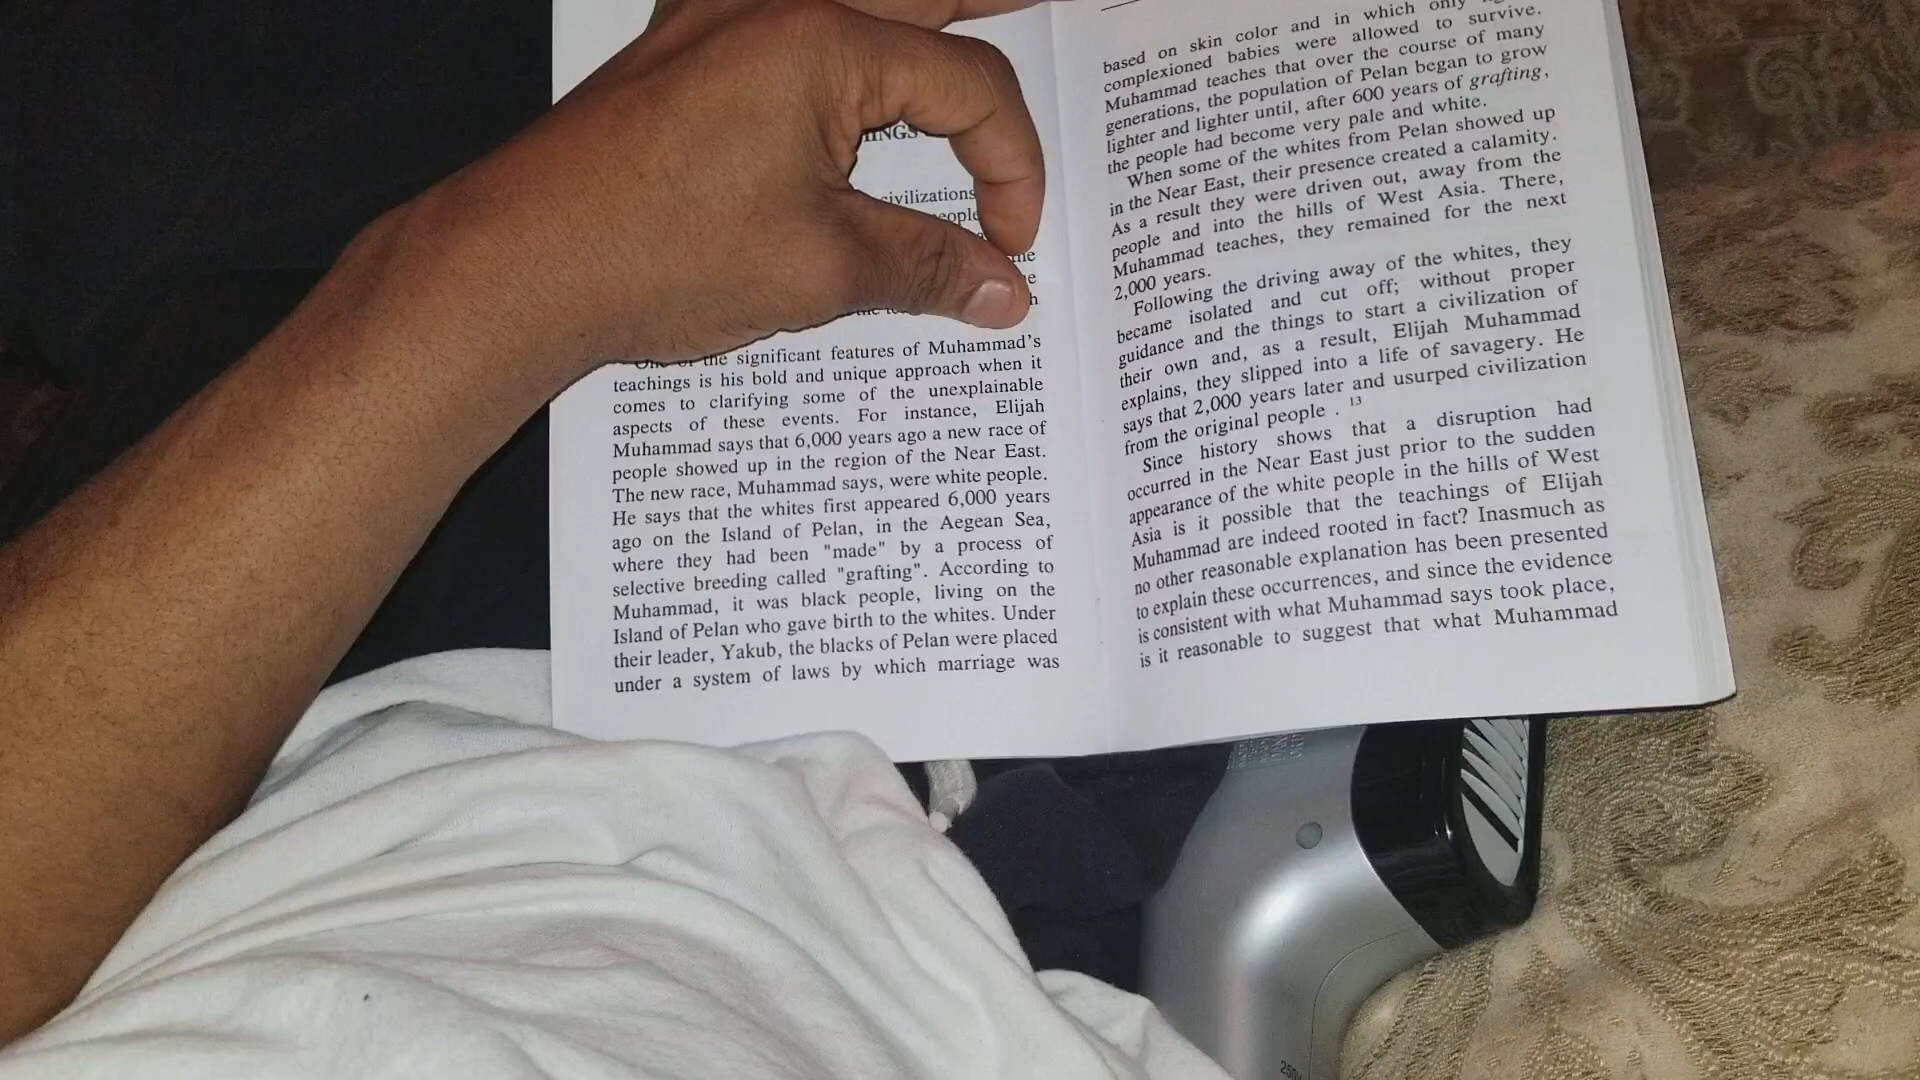 INGS
civilizations
people
the
significant features of Muhammad's
teachings is his bold and unique approach when it
comes to clarifying some of the unexplainable
aspects of these events. For instance, Elijah
Muhammad says that 6,000 years ago a new race of
people showed up in the region of the Near East.
The new race, Muhammad says, were white people.
He says that the whites first appeared 6,000 years
ago on the Island of Pelan, in the Aegean Sea,
where they had been "made" by a process of
selective breeding called "grafting". According to
Muhammad, it was black people, living on the
Island of Pelan who gave birth to the whites. Under
their leader, Yakub, the blacks of Pelan were placed
under a system of laws by which marriage was
based on skin color and in which only
complexioned babies were allowed to survive.
Muhammad teaches that over the course of many
generations, the population of Pelan began to grow
lighter and lighter until, after 600 years of grafting,
the people had become very pale and white.
When some of the whites from Pelan showed up
in the Near East, their presence created a calamity.
As a result they were driven out, away from the
people and into the hills of West Asia. There,
Muhammad teaches, they remained for the next
2,000 years.
Following the driving away of the whites, they
became isolated and cut off; without proper
guidance and the things to start a civilization of
their own and, as a result, Elijah Muhammad
explains, they slipped into a life of savagery. He
says that 2,000 years later and usurped civilization
from the original people . 13
Since history shows that a disruption had
occurred in the Near East just prior to the sudden
appearance of the white people in the hills of West
Asia is it possible that the teachings of Elijah
Muhammad are indeed rooted in fact? Inasmuch as
no other reasonable explanation has been presented
to explain these occurrences, and since the evidence
is consistent with what Muhammad says took place,
is it reasonable to suggest that what Muhammad